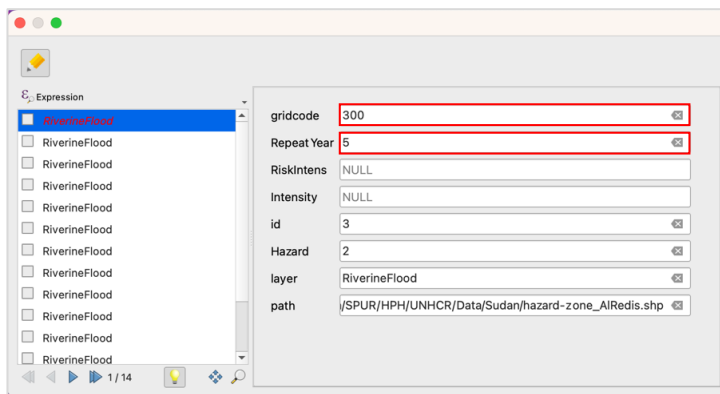 Expression
RiverineFlood
RiverineFlood
RiverineFlood
RiverineFlood
RiverineFlood
RiverineFlood
RiverineFlood
RiverineFlood
RiverineFlood
RiverineFlood
RiverineFlood
RiverineFlood
1 / 14
gridcode 300
Repeat Year 5
RiskIntens NULL
Intensity NULL
id 3
Hazard 2
layer RiverineFlood
path /SPUR/HPH/UNHCR/Data/Sudan/hazard-zone_AlRedis.shp